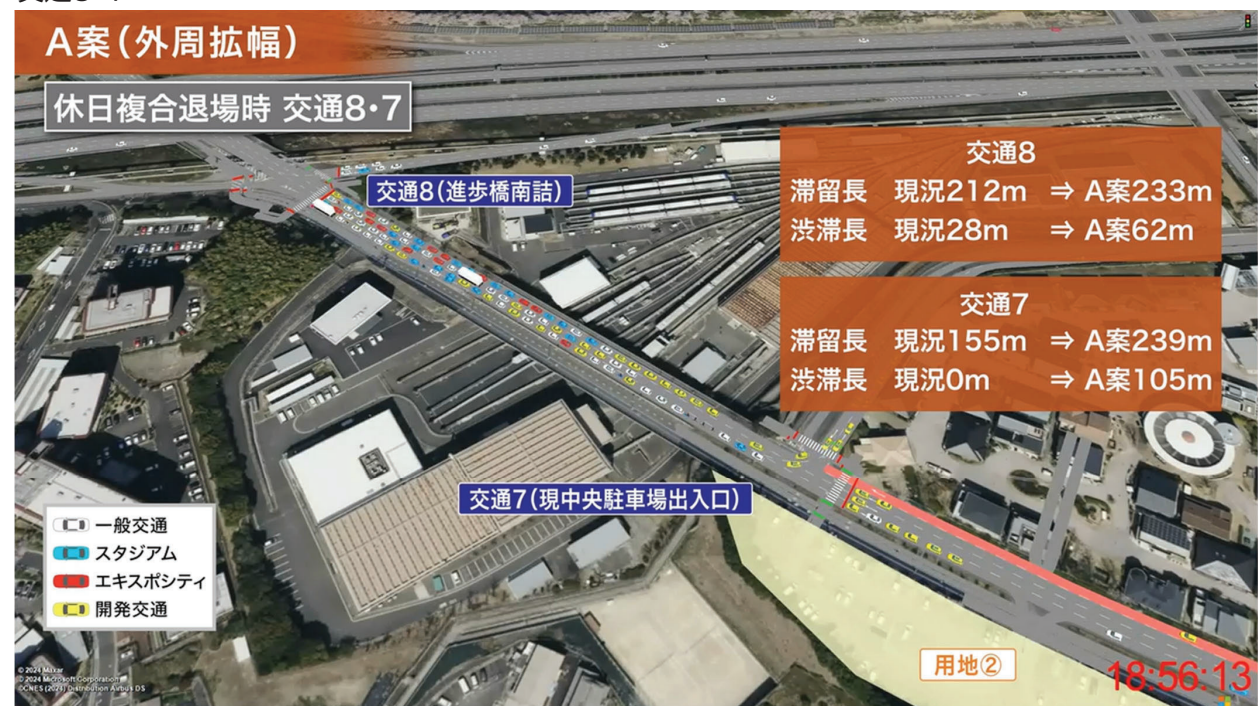 A案(外周拡幅)
休日複合退場時 交通8・7
交通8(進歩橋南詰)
交通8
滞留長 現況212m ⇒ A案233m
渋滞長 現況28m ⇒ A案62m
交通7
滞留長 現況155m ⇒ A案239m
渋滞長 現況0m ⇒ A案105m
交通7(現中央駐車場出入口)
一般交通
スタジアム
エキスポシティ
開発交通
用地②
© 2024 Maxar
© 2024 Microsoft Corporation
©CNES (2024) Distribution Airbus DS
18:56:13